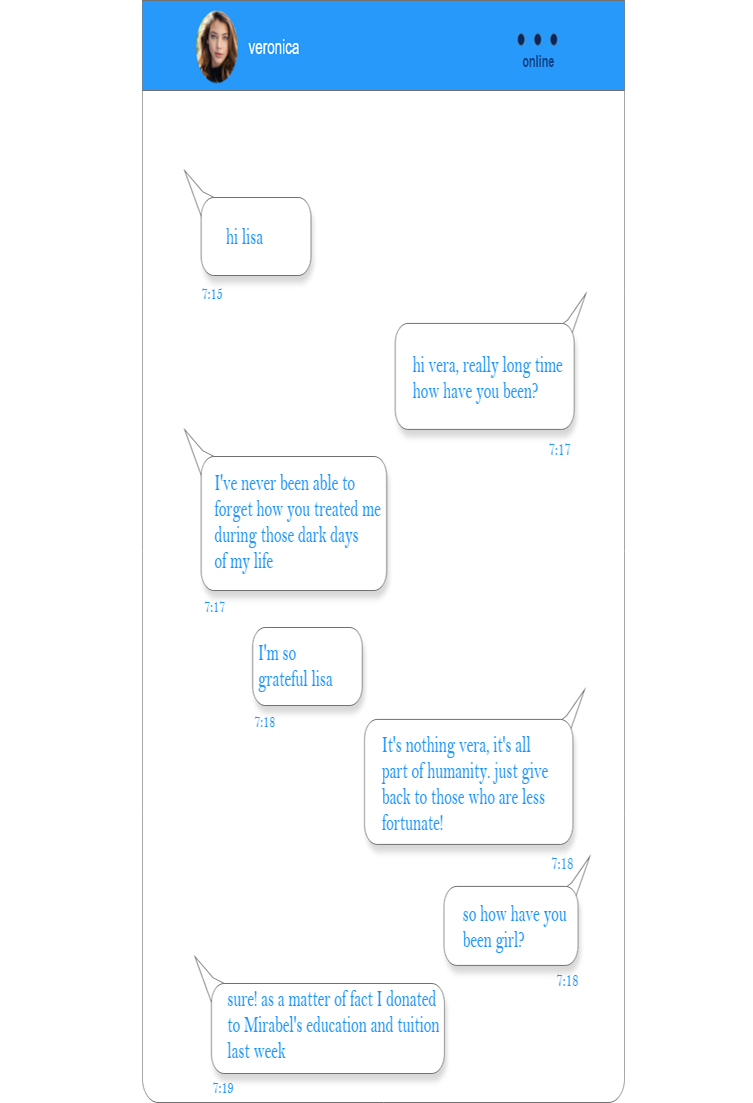 veronica
online
hi lisa
7:15
hi vera, really long time
how have you been?
7:17
I've never been able to
forget how you treated me
during those dark days
of my life
7:17
I'm so
grateful lisa
7:18
It's nothing vera, it's all
part of humanity. just give
back to those who are less
fortunate!
7:18
so how have you
been girl?
7:18
sure! as a matter of fact I donated
to Mirabel's education and tuition
last week
7:19